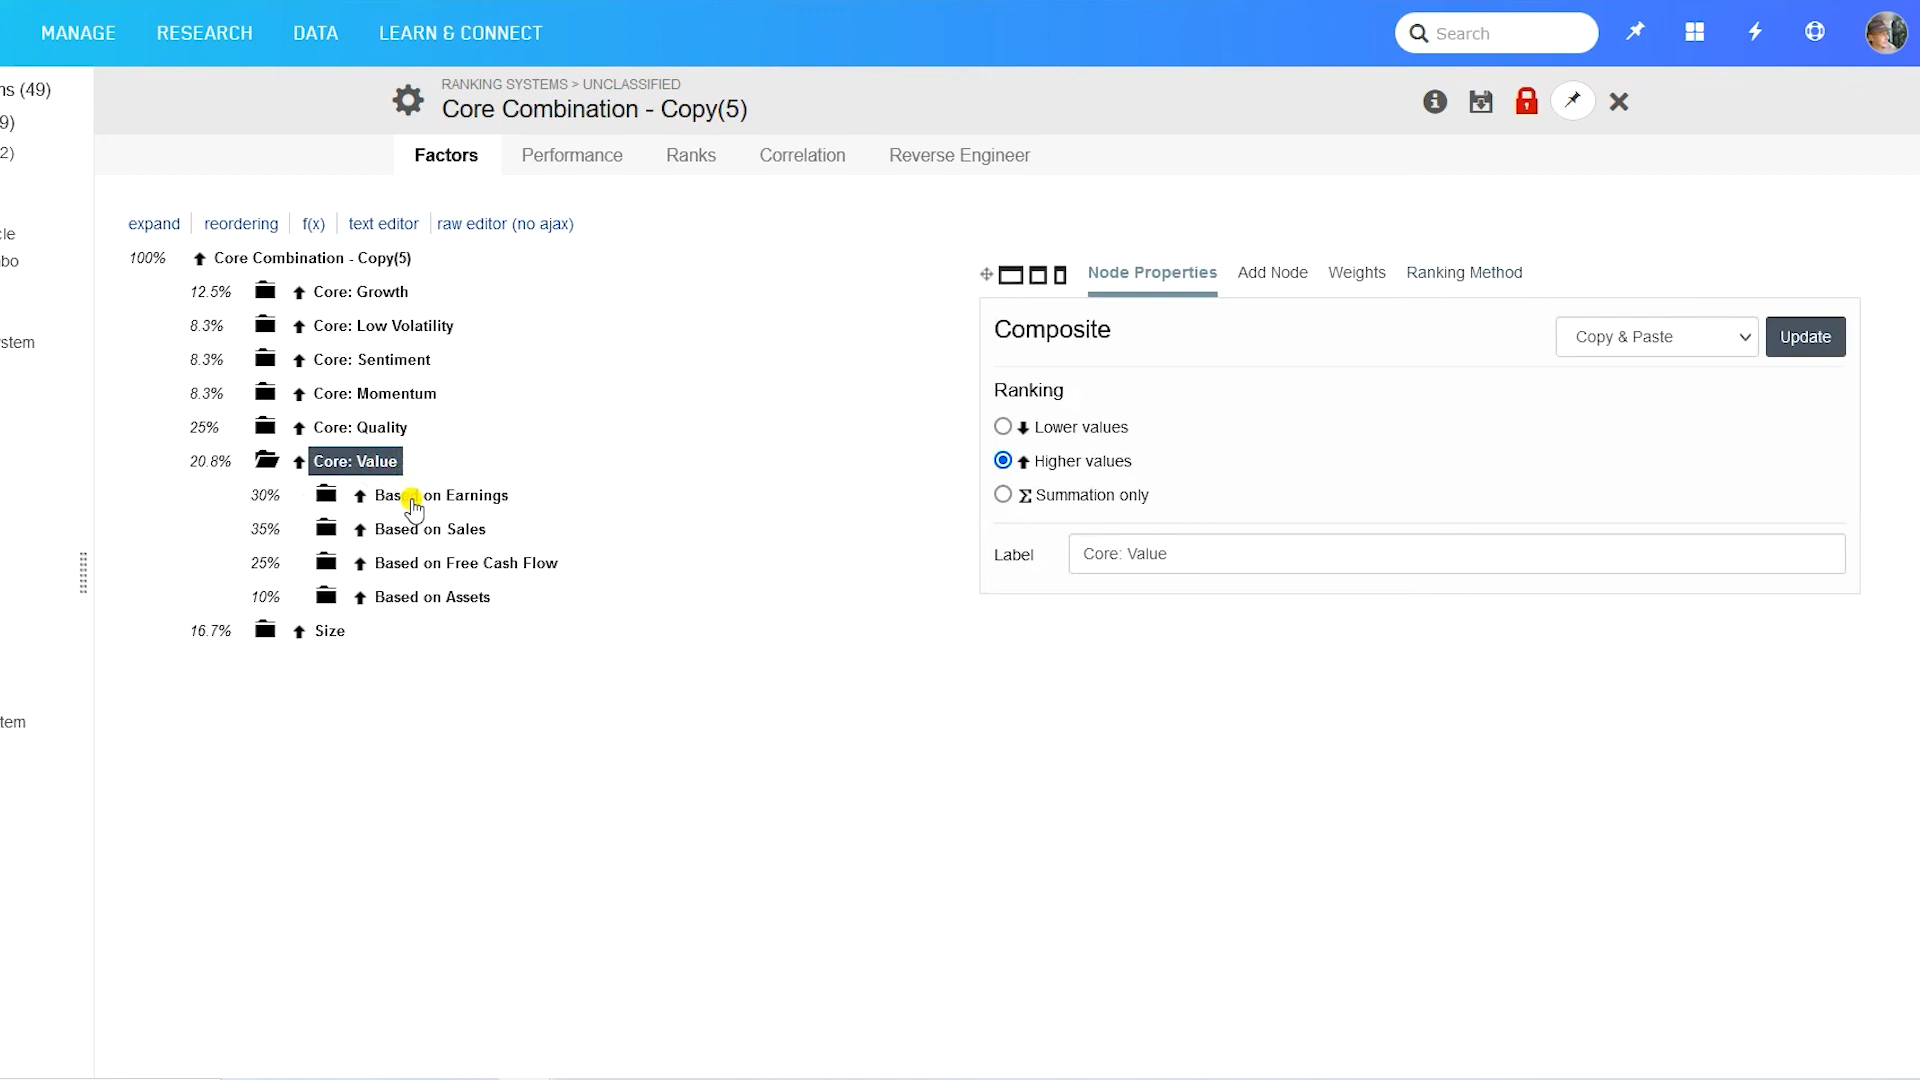 MANAGE RESEARCH DATA LEARN & CONNECT Search
ns (49)
9)
2)
cle
bo
stem
tem
RANKING SYSTEMS > UNCLASSIFIED
Core Combination - Copy(5)
Factors Performance Ranks Correlation Reverse Engineer
expand reordering f(x) text editor raw editor (no ajax)
100% Core Combination - Copy(5)
12.5% Core: Growth
8.3% Core: Low Volatility
8.3% Core: Sentiment
8.3% Core: Momentum
25% Core: Quality
20.8% Core: Value
30% Based on Earnings
35% Based on Sales
25% Based on Free Cash Flow
10% Based on Assets
16.7% Size
Node Properties Add Node Weights Ranking Method
Composite Copy & Paste Update
Ranking
Lower values
Higher values
Σ Summation only
Label Core: Value